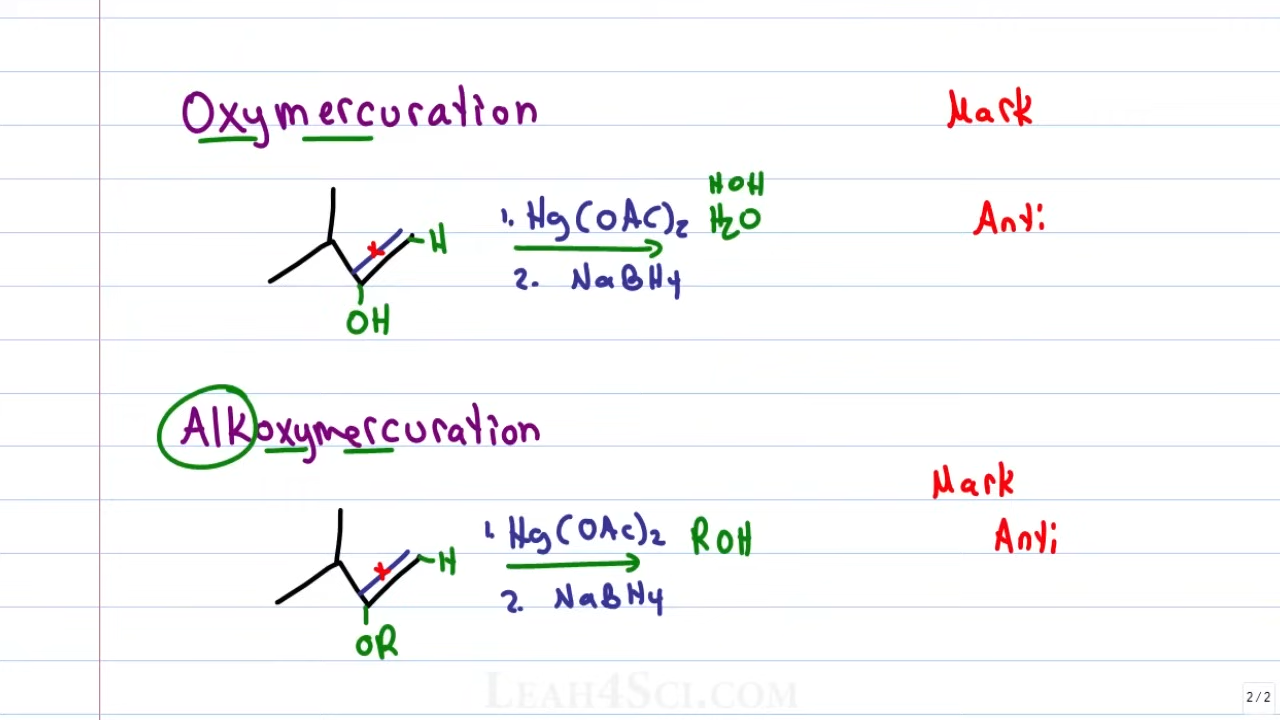 Oxymercuration
Mark
HOH
1. Hg(OAC)₂ H₂O
Anti
H
2. NaBH4
OH
Alkoxymercuration
Mark
1. Hg(OAc)₂ ROH
Anti
H
2. NaBH4
OR
LEAH4SCI.COM
2/2